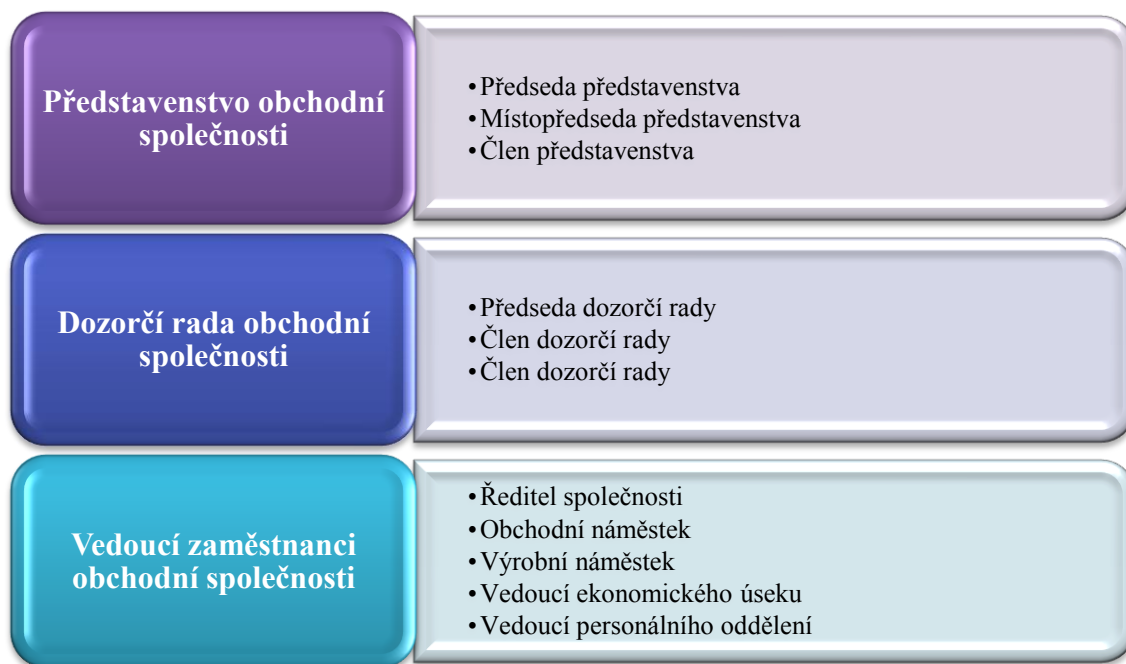 Představenstvo obchodní
společnosti
•Předseda představenstva
•Místopředseda představenstva
•Člen představenstva
Dozorčí rada obchodní
společnosti
•Předseda dozorčí rady
•Člen dozorčí rady
•Člen dozorčí rady
Vedoucí zaměstnanci
obchodní společnosti
•Ředitel společnosti
•Obchodní náměstek
•Výrobní náměstek
•Vedoucí ekonomického úseku
•Vedoucí personálního oddělení